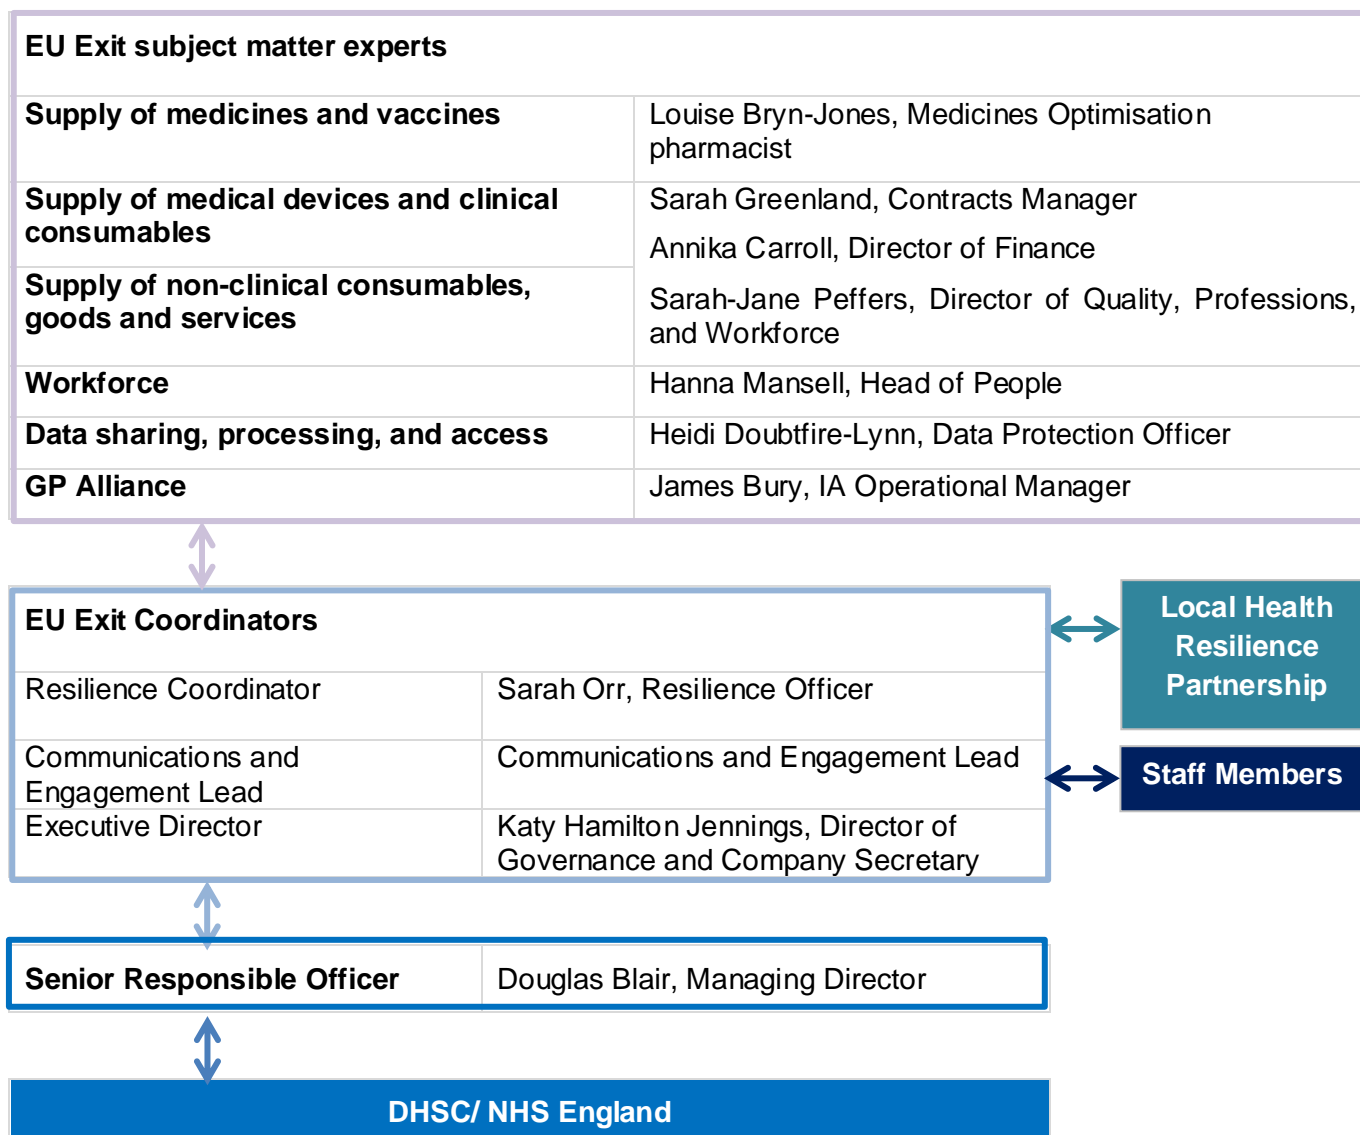 EU Exit subject matter experts
Supply of medicines and vaccines
Louise Bryn-Jones, Medicines Optimisation
pharmacist
Supply of medical devices and clinical
consumables
Sarah Greenland, Contracts Manager
Annika Carroll, Director of Finance
Supply of non-clinical consumables,
goods and services
Sarah-Jane Peffers, Director of Quality, Professions,
and Workforce
Workforce
Hanna Mansell, Head of People
Data sharing, processing, and access
Heidi Doubtfire-Lynn, Data Protection Officer
GP Alliance
James Bury, IA Operational Manager
EU Exit Coordinators
Resilience Coordinator
Sarah Orr, Resilience Officer
Communications and
Engagement Lead
Communications and Engagement Lead
Executive Director
Katy Hamilton Jennings, Director of
Governance and Company Secretary
Local Health
Resilience
Partnership
Staff Members
Senior Responsible Officer
Douglas Blair, Managing Director
DHSC/ NHS England